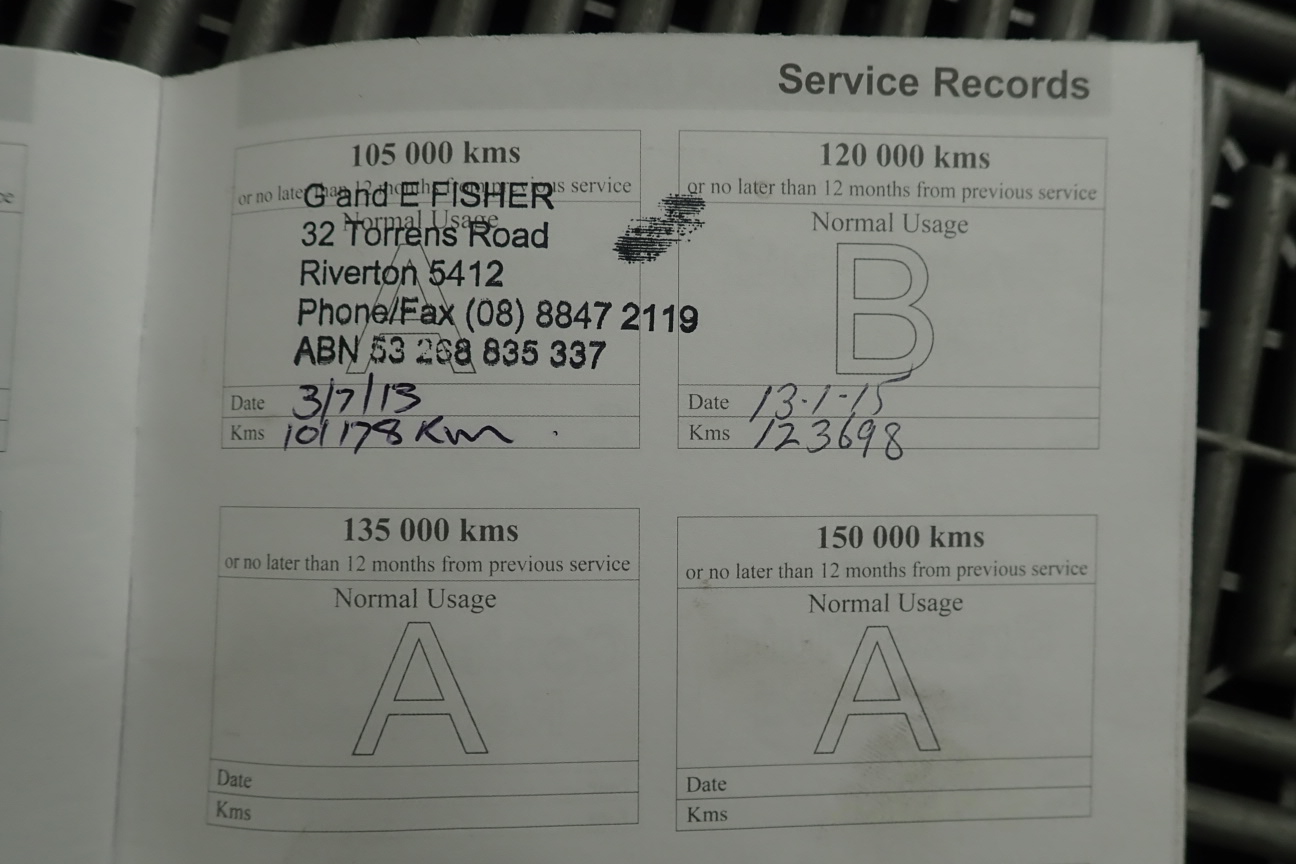 Service Records
105 000 kms
or no later than 12 months from previous service
Normal Usage
A
G and E FISHER
32 Torrens Road
Riverton 5412
Phone/Fax (08) 8847 2119
ABN 53 268 835 337
Date 3/7/13
Kms 101178 Km
120 000 kms
or no later than 12 months from previous service
Normal Usage
B
Date 13-1-15
Kms 123698
135 000 kms
or no later than 12 months from previous service
Normal Usage
A
Date
Kms
150 000 kms
or no later than 12 months from previous service
Normal Usage
A
Date
Kms